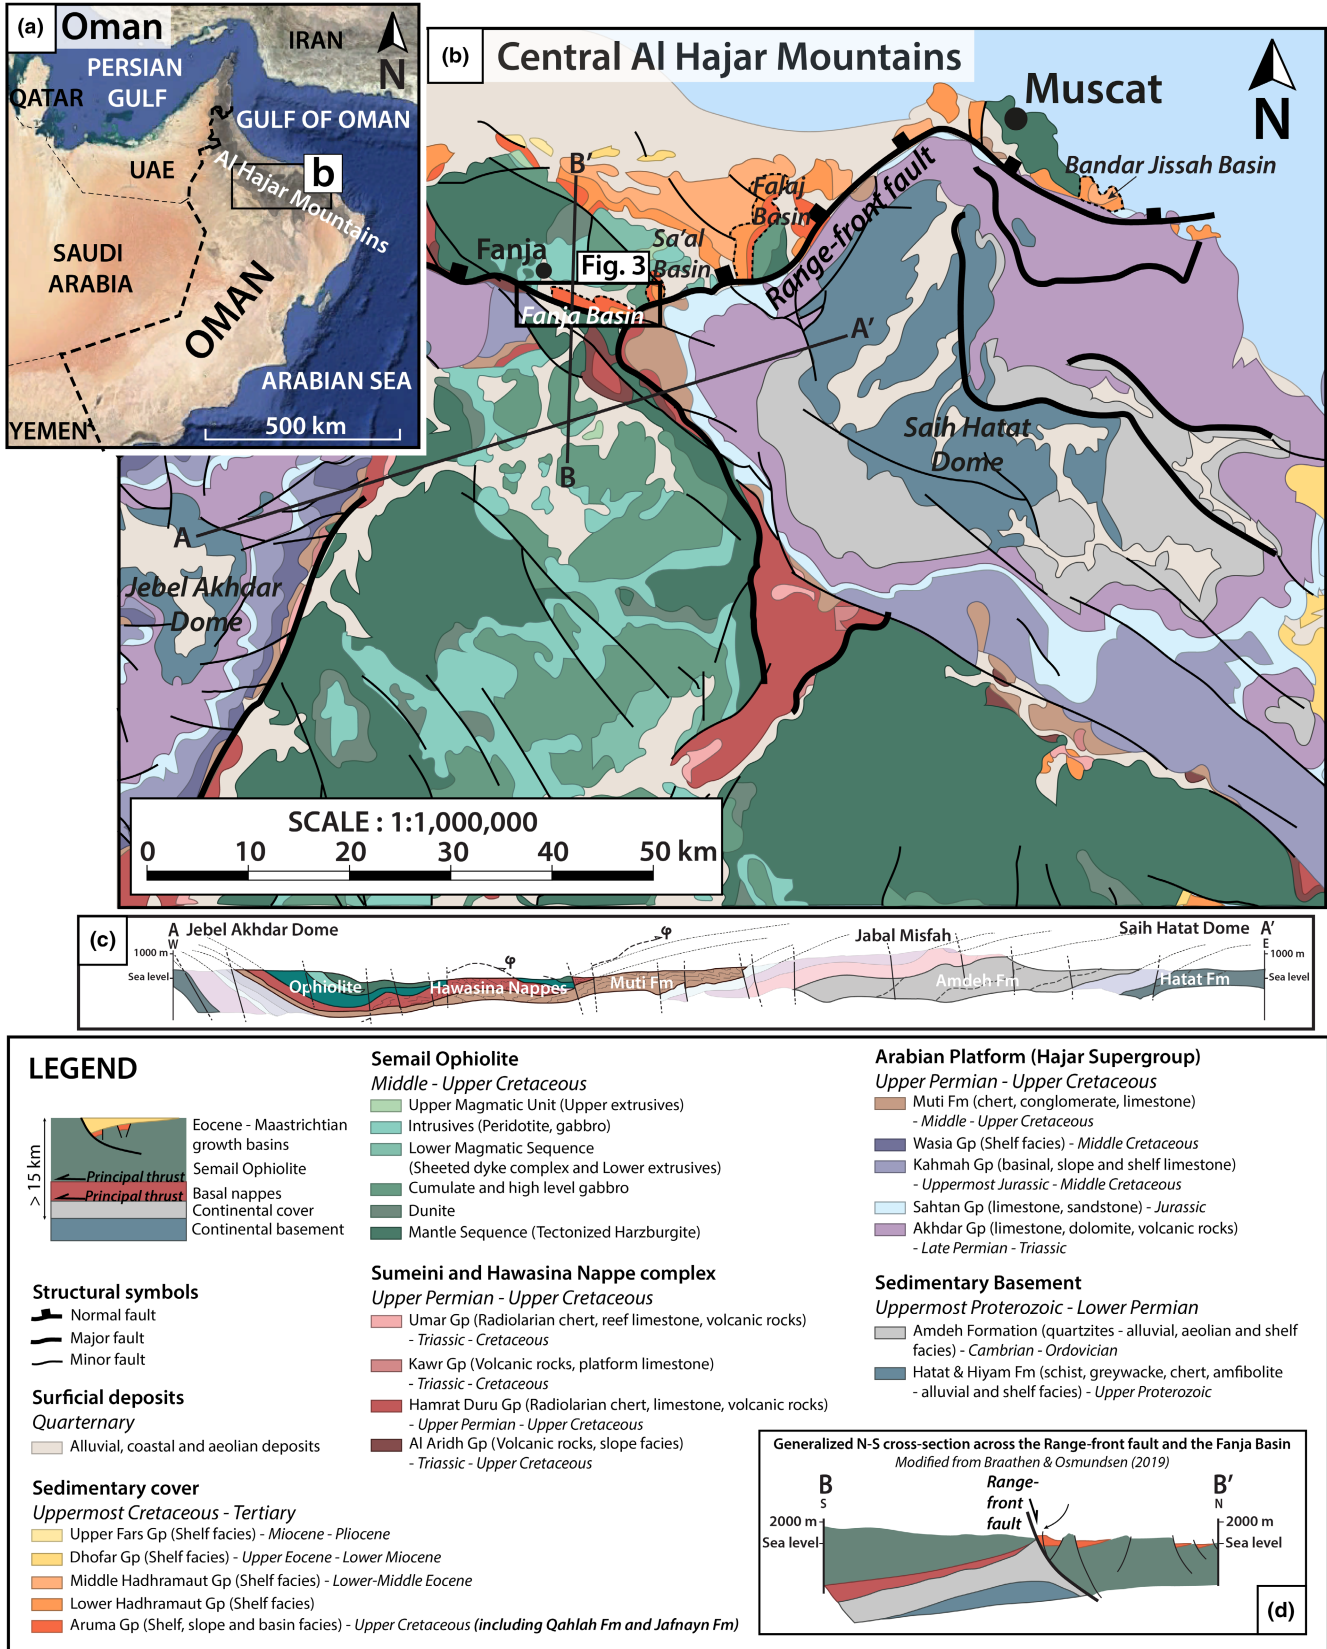 (a) Oman
IRAN
N
PERSIAN
GULF
QATAR
GULF OF OMAN
UAE
Al Hajar Mountains
b
SAUDI
ARABIA
OMAN
ARABIAN SEA
YEMEN
500 km
(b) Central Al Hajar Mountains
Muscat
N
B'
Bandar Jissah Basin
Falaj
Basin
Range-front fault
Sa'al
Basin
Fanja
Fig. 3
Fanja Basin
A'
Saih Hatat
Dome
B
A
Jebel Akhdar
Dome
SCALE : 1:1,000,000
0 10 20 30 40 50 km
(c)
A
W
Jebel Akhdar Dome
φ
φ
Jabal Misfah
Saih Hatat Dome
A'
E
1000 m
Sea level
1000 m
Sea level
Ophiolite
Hawasina Nappes
Muti Fm
Amdeh Fm
Hatat Fm
LEGEND
> 15 km
Eocene - Maastrichtian
growth basins
Semail Ophiolite
Principal thrust
Principal thrust
Basal nappes
Continental cover
Continental basement
Structural symbols
Normal fault
Major fault
Minor fault
Surficial deposits
Quarternary
Alluvial, coastal and aeolian deposits
Sedimentary cover
Uppermost Cretaceous - Tertiary
Upper Fars Gp (Shelf facies) - Miocene - Pliocene
Dhofar Gp (Shelf facies) - Upper Eocene - Lower Miocene
Middle Hadhramaut Gp (Shelf facies) - Lower-Middle Eocene
Lower Hadhramaut Gp (Shelf facies)
Aruma Gp (Shelf, slope and basin facies) - Upper Cretaceous (including Qahlah Fm and Jafnayn Fm)
Semail Ophiolite
Middle - Upper Cretaceous
Upper Magmatic Unit (Upper extrusives)
Intrusives (Peridotite, gabbro)
Lower Magmatic Sequence
(Sheeted dyke complex and Lower extrusives)
Cumulate and high level gabbro
Dunite
Mantle Sequence (Tectonized Harzburgite)
Sumeini and Hawasina Nappe complex
Upper Permian - Upper Cretaceous
Umar Gp (Radiolarian chert, reef limestone, volcanic rocks)
- Triassic - Cretaceous
Kawr Gp (Volcanic rocks, platform limestone)
- Triassic - Cretaceous
Hamrat Duru Gp (Radiolarian chert, limestone, volcanic rocks)
- Upper Permian - Upper Cretaceous
Al Aridh Gp (Volcanic rocks, slope facies)
- Triassic - Upper Cretaceous
Arabian Platform (Hajar Supergroup)
Upper Permian - Upper Cretaceous
Muti Fm (chert, conglomerate, limestone)
- Middle - Upper Cretaceous
Wasia Gp (Shelf facies) - Middle Cretaceous
Kahmah Gp (basinal, slope and shelf limestone)
- Uppermost Jurassic - Middle Cretaceous
Sahtan Gp (limestone, sandstone) - Jurassic
Akhdar Gp (limestone, dolomite, volcanic rocks)
- Late Permian - Triassic
Sedimentary Basement
Uppermost Proterozoic - Lower Permian
Amdeh Formation (quartzites - alluvial, aeolian and shelf
facies) - Cambrian - Ordovician
Hatat & Hiyam Fm (schist, greywacke, chert, amfibolite
- alluvial and shelf facies) - Upper Proterozoic
Generalized N-S cross-section across the Range-front fault and the Fanja Basin
Modified from Braathen & Osmundsen (2019)
B
S
Range-
front
fault
B'
N
2000 m
Sea level
2000 m
Sea level
(d)